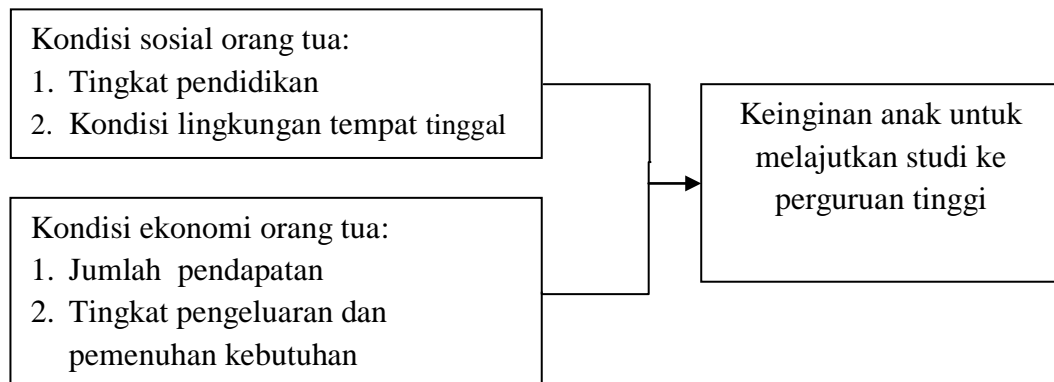 Kondisi sosial orang tua:
1. Tingkat pendidikan
2. Kondisi lingkungan tempat tinggal
Keinginan anak untuk
melajutkan studi ke
perguruan tinggi
Kondisi ekonomi orang tua:
1. Jumlah pendapatan
2. Tingkat pengeluaran dan
pemenuhan kebutuhan